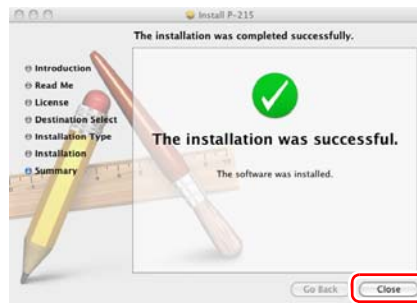 Install P-215
The installation was completed successfully.
Introduction
Read Me
License
Destination Select
Installation Type
Installation
Summary
The installation was successful.
The software was installed.
Go Back
Close